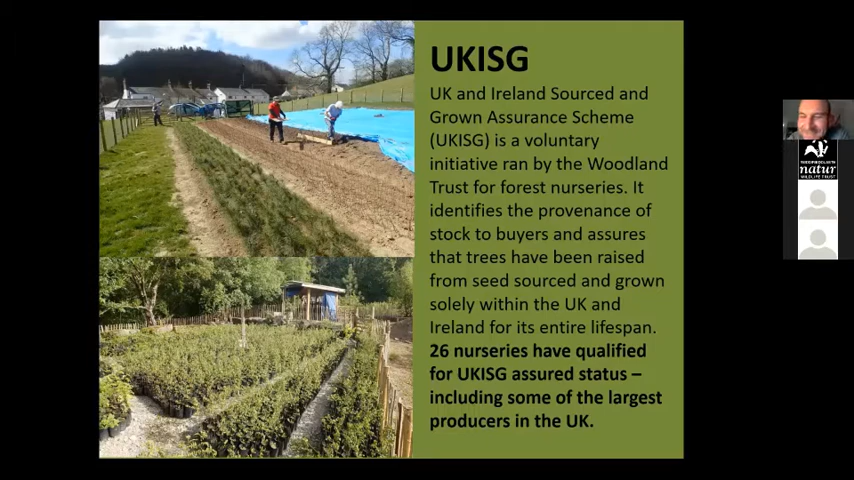 UKISG
UK and Ireland Sourced and
Grown Assurance Scheme
(UKISG) is a voluntary
initiative ran by the Woodland
Trust for forest nurseries. It
identifies the provenance of
stock to buyers and assures
that trees have been raised
from seed sourced and grown
solely within the UK and
Ireland for its entire lifespan.
26 nurseries have qualified
for UKISG assured status –
including some of the largest
producers in the UK.
natur
WILDLIFE TRUST